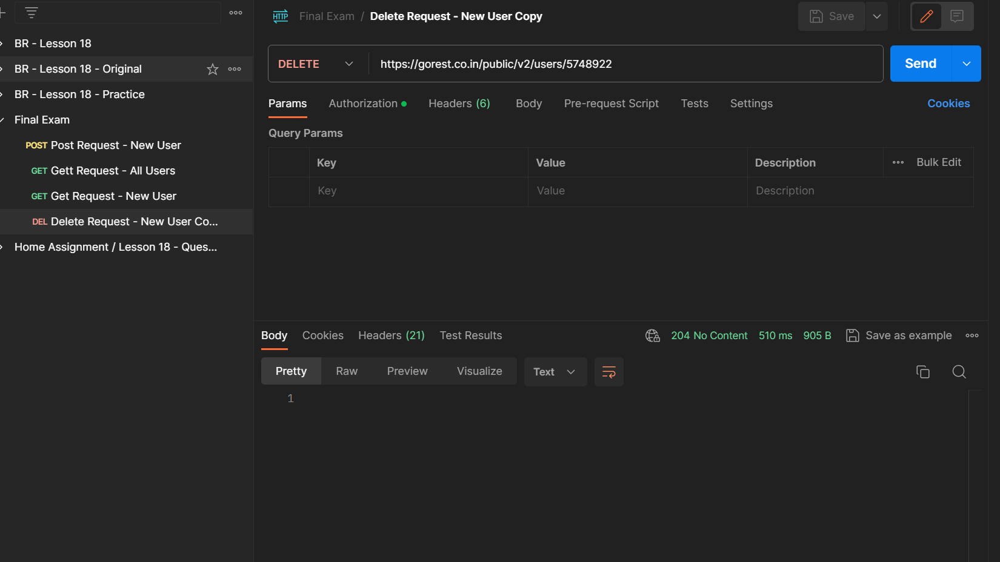 BR - Lesson 18
BR - Lesson 18 - Original
BR - Lesson 18 - Practice
Final Exam
POST Post Request - New User
GET Gett Request - All Users
GET Get Request - New User
DEL Delete Request - New User Co...
Home Assignment / Lesson 18 - Ques...
HTTP Final Exam / Delete Request - New User Copy
Save
DELETE https://gorest.co.in/public/v2/users/5748922 Send
Params Authorization Headers (6) Body Pre-request Script Tests Settings Cookies
Query Params
Key Value Description Bulk Edit
Key Value Description
Body Cookies Headers (21) Test Results 204 No Content 510 ms 905 B Save as example
Pretty Raw Preview Visualize Text
1